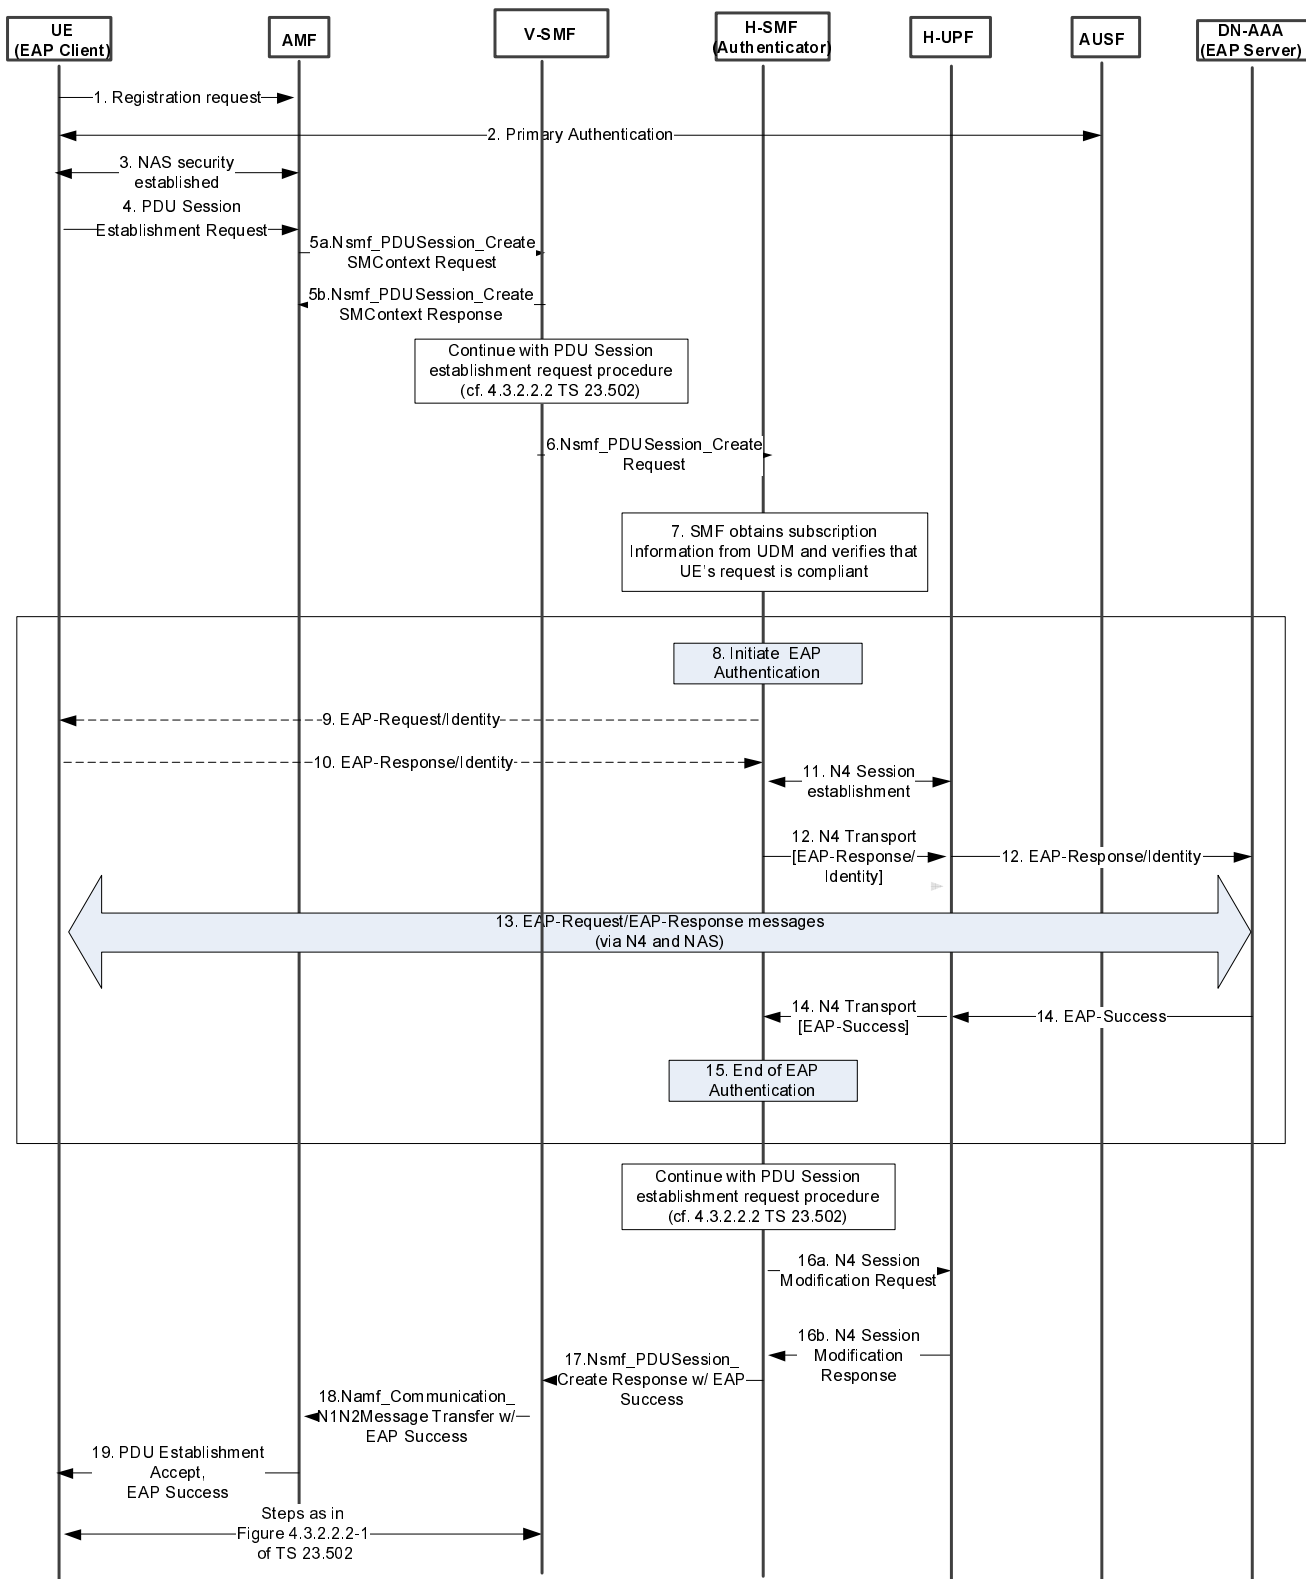 UE
(EAP Client)
AMF
V-SMF
H-SMF
(Authenticator)
H-UPF
AUSF
DN-AAA
(EAP Server)
1. Registration request
2. Primary Authentication
3. NAS security
established
4. PDU Session
Establishment Request
5a.Nsmf_PDUSession_Create
SMContext Request
5b.Nsmf_PDUSession_Create
SMContext Response
Continue with PDU Session
establishment request procedure
(cf. 4.3.2.2.2 TS 23.502)
6.Nsmf_PDUSession_Create
Request
7. SMF obtains subscription
Information from UDM and verifies that
UE's request is compliant
8. Initiate EAP
Authentication
9. EAP-Request/Identity
10. EAP-Response/Identity
11. N4 Session
establishment
12. N4 Transport
[EAP-Response/
Identity]
12. EAP-Response/Identity
13. EAP-Request/EAP-Response messages
(via N4 and NAS)
14. N4 Transport
[EAP-Success]
14. EAP-Success
15. End of EAP
Authentication
Continue with PDU Session
establishment request procedure
(cf. 4.3.2.2.2 TS 23.502)
16a. N4 Session
Modification Request
16b. N4 Session
Modification
Response
17.Nsmf_PDUSession_
Create Response w/ EAP
Success
18.Namf_Communication_
N1N2Message Transfer w/
EAP Success
19. PDU Establishment
Accept,
EAP Success
Steps as in
Figure 4.3.2.2.2-1
of TS 23.502